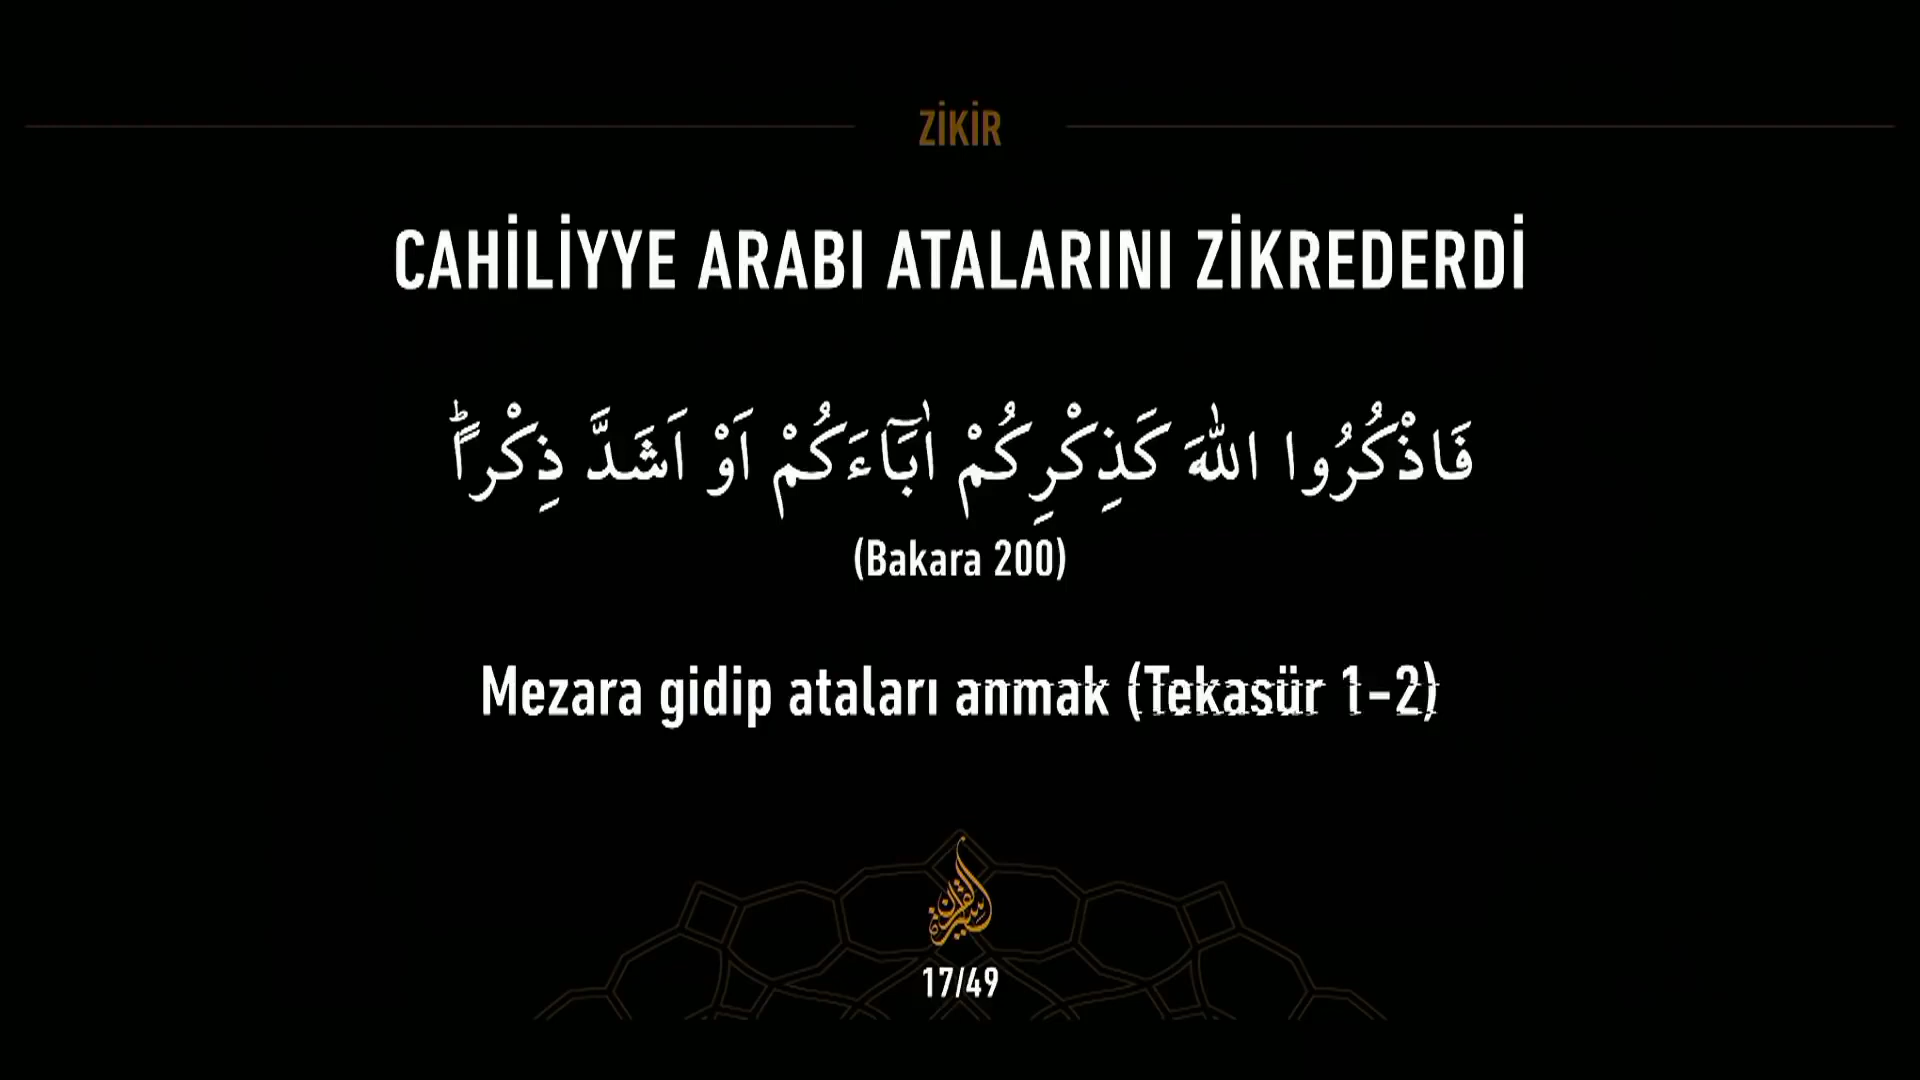 ZİKİR
CAHİLİYYE ARABI ATALARINI ZİKREDERDİ
فَاذْكُرُوا اللّٰهَ كَذِكْرِكُمْ اٰبَٓاءَكُمْ اَوْ اَشَدَّ ذِكْراًؕ
(Bakara 200)
Mezara gidip ataları anmak (Tekasür 1-2)
17/49